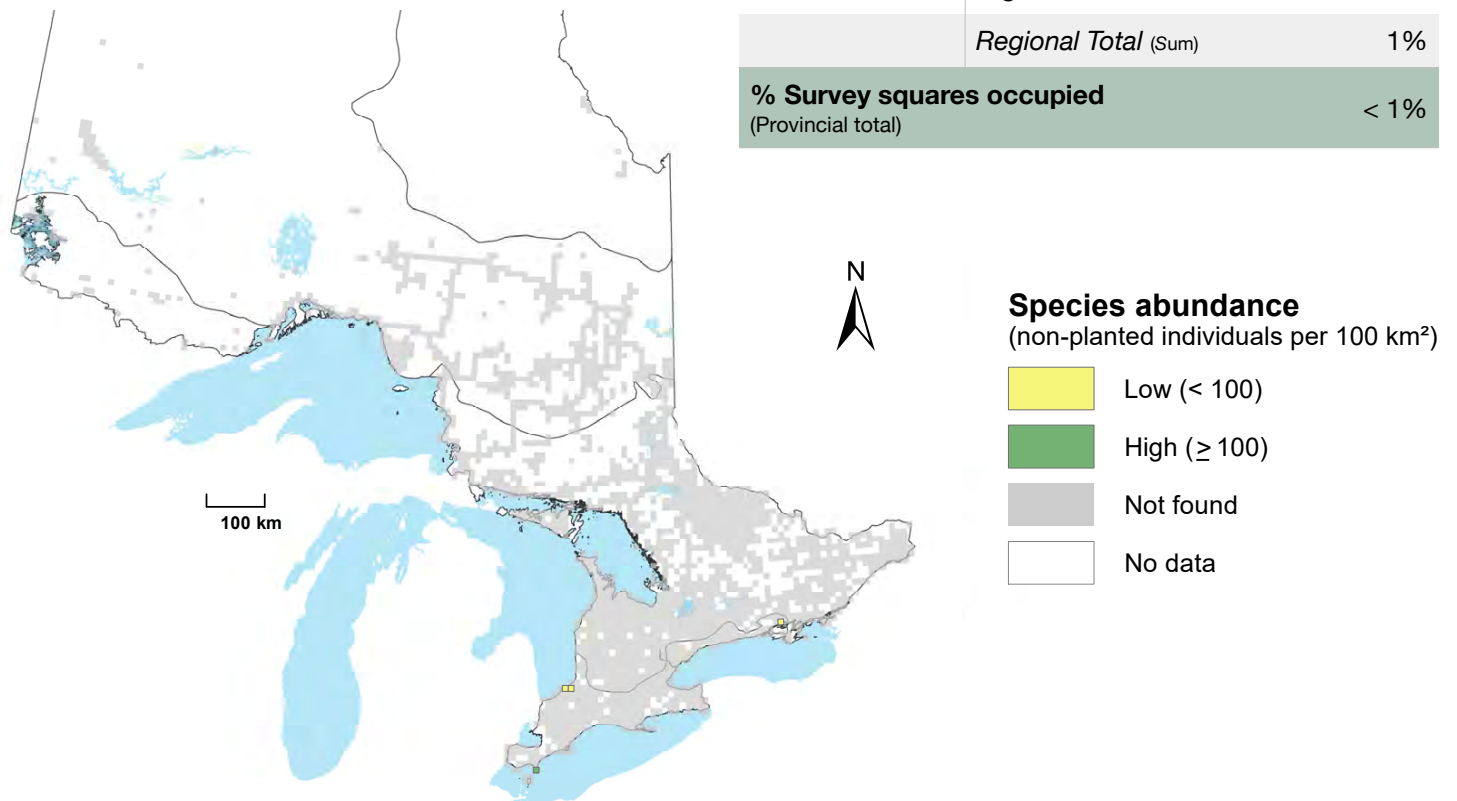 Regional Total (Sum) 1%
% Survey squares occupied
(Provincial total)
< 1%
N
Species abundance
(non-planted individuals per 100 km²)
Low (< 100)
High (≥ 100)
Not found
No data
100 km